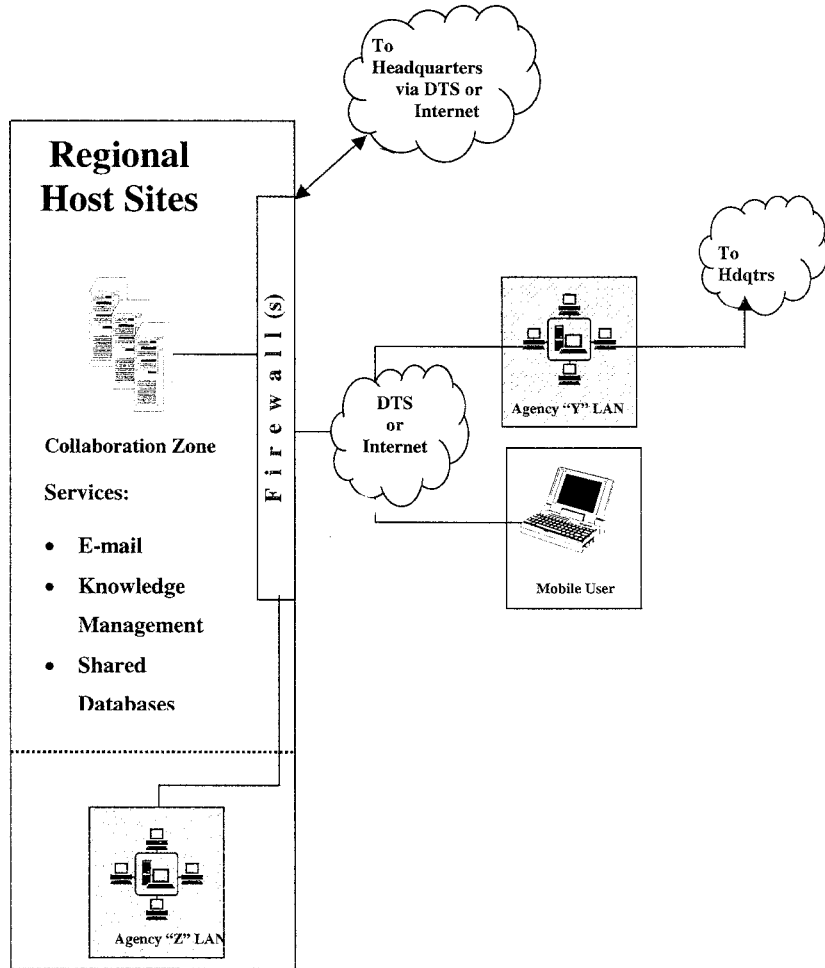 To
Headquarters
via DTS or
Internet
Regional
Host Sites
To
Hdqtrs
Firewall(s)
DTS
or
Internet
Agency “Y” LAN
Collaboration Zone
Services:
• E-mail
• Knowledge
Management
• Shared
Databases
Mobile User
Agency “Z” LAN